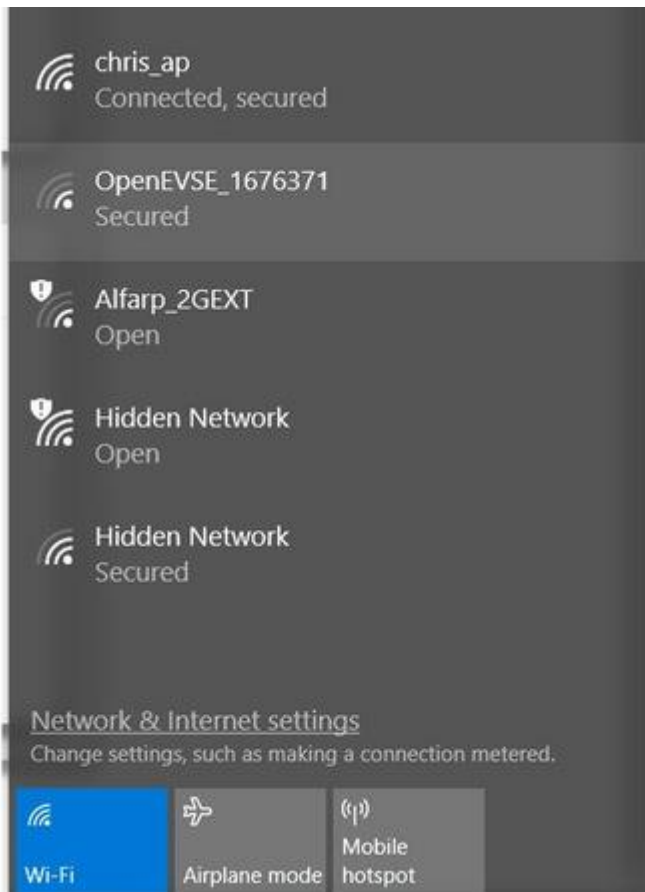 chris_ap
Connected, secured
OpenEVSE_1676371
Secured
Alfarp_2GEXT
Open
Hidden Network
Open
Hidden Network
Secured
Network & Internet settings
Change settings, such as making a connection metered.
Wi-Fi
Airplane mode
Mobile
hotspot